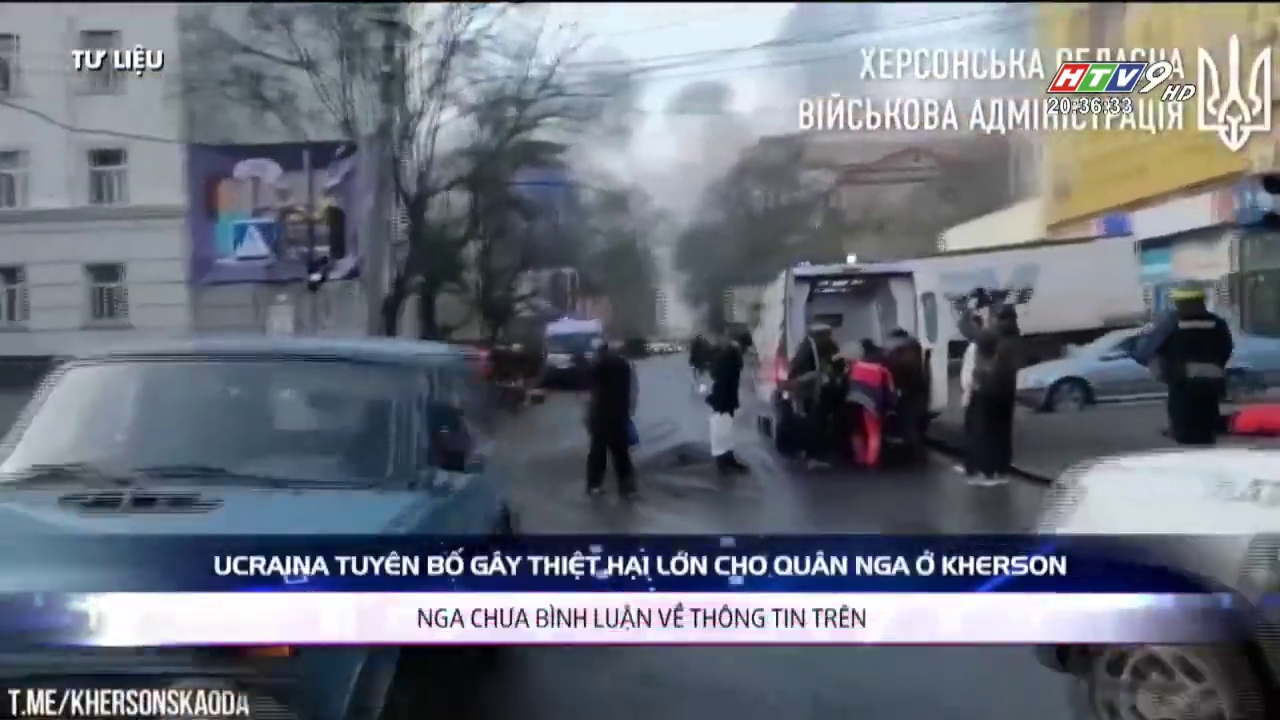 TƯ LIỆU
ХЕРСОНСЬКА ОБЛАСНА
ВІЙСЬКОВА АДМІНІСТРАЦІЯ
HTV9 HD
20:36:33
UCRAINA TUYÊN BỐ GÂY THIỆT HẠI LỚN CHO QUÂN NGA Ở KHERSON
NGA CHƯA BÌNH LUẬN VỀ THÔNG TIN TRÊN
T.ME/KHERSONSKAODA